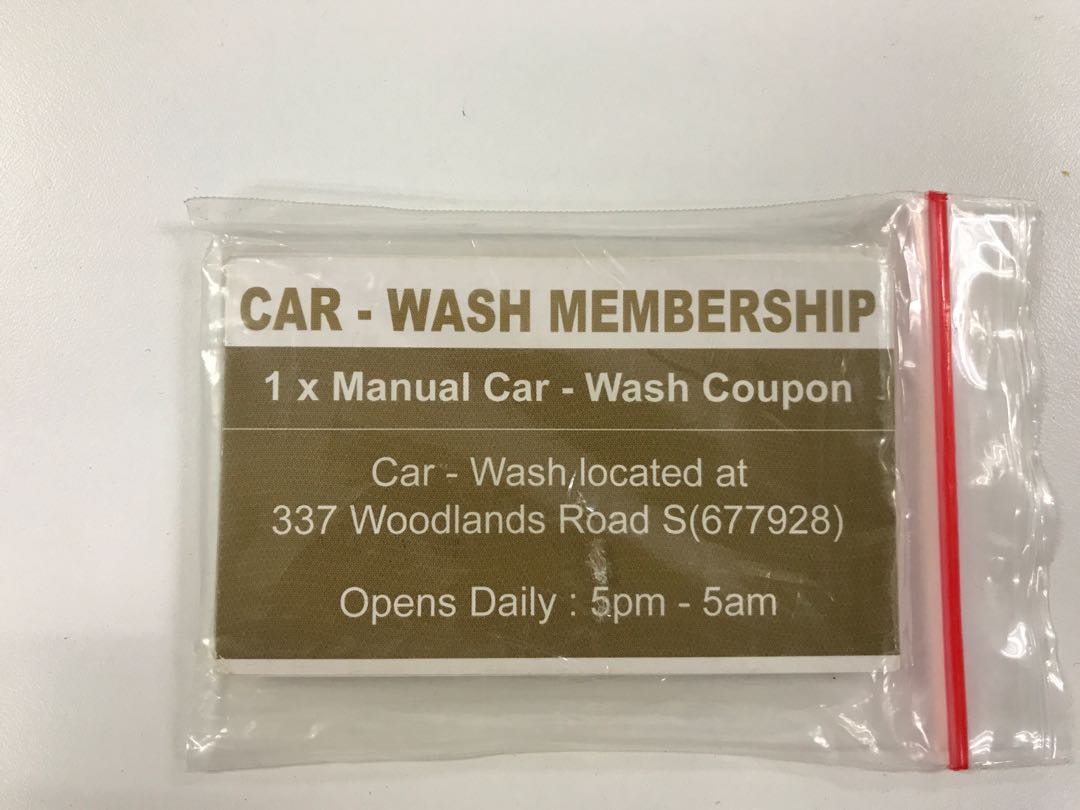 CAR - WASH MEMBERSHIP
1 x Manual Car - Wash Coupon
Car - Wash located at
337 Woodlands Road S(677928)
Opens Daily : 5pm - 5am